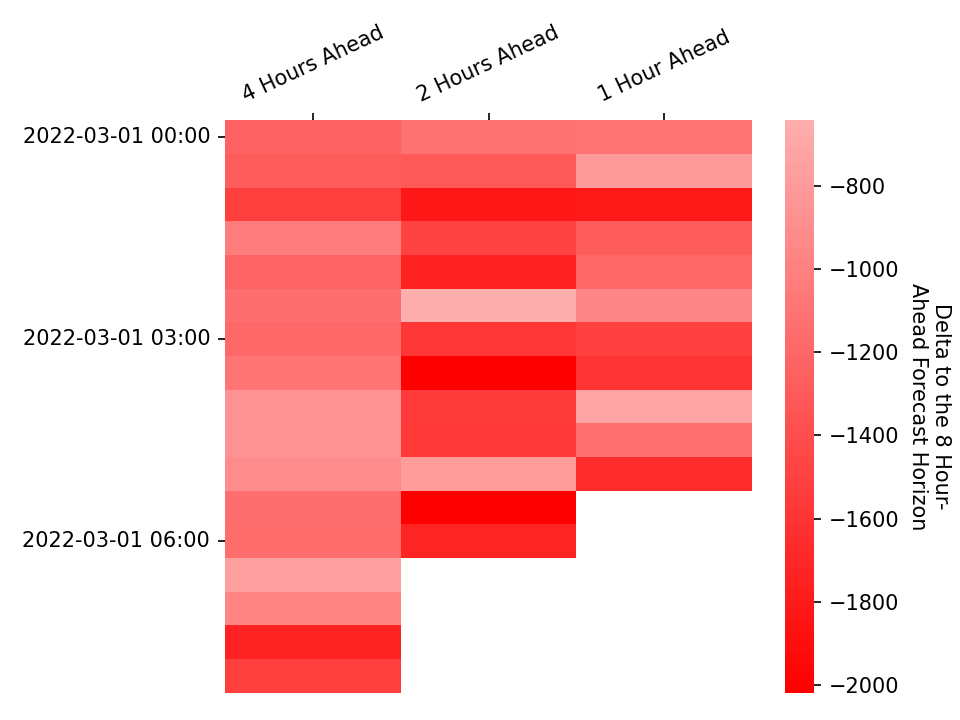 4 Hours Ahead
2 Hours Ahead
1 Hour Ahead
2022-03-01 00:00
2022-03-01 03:00
2022-03-01 06:00
−800
−1000
−1200
−1400
−1600
−1800
−2000
Delta to the 8 Hour-
Ahead Forecast Horizon